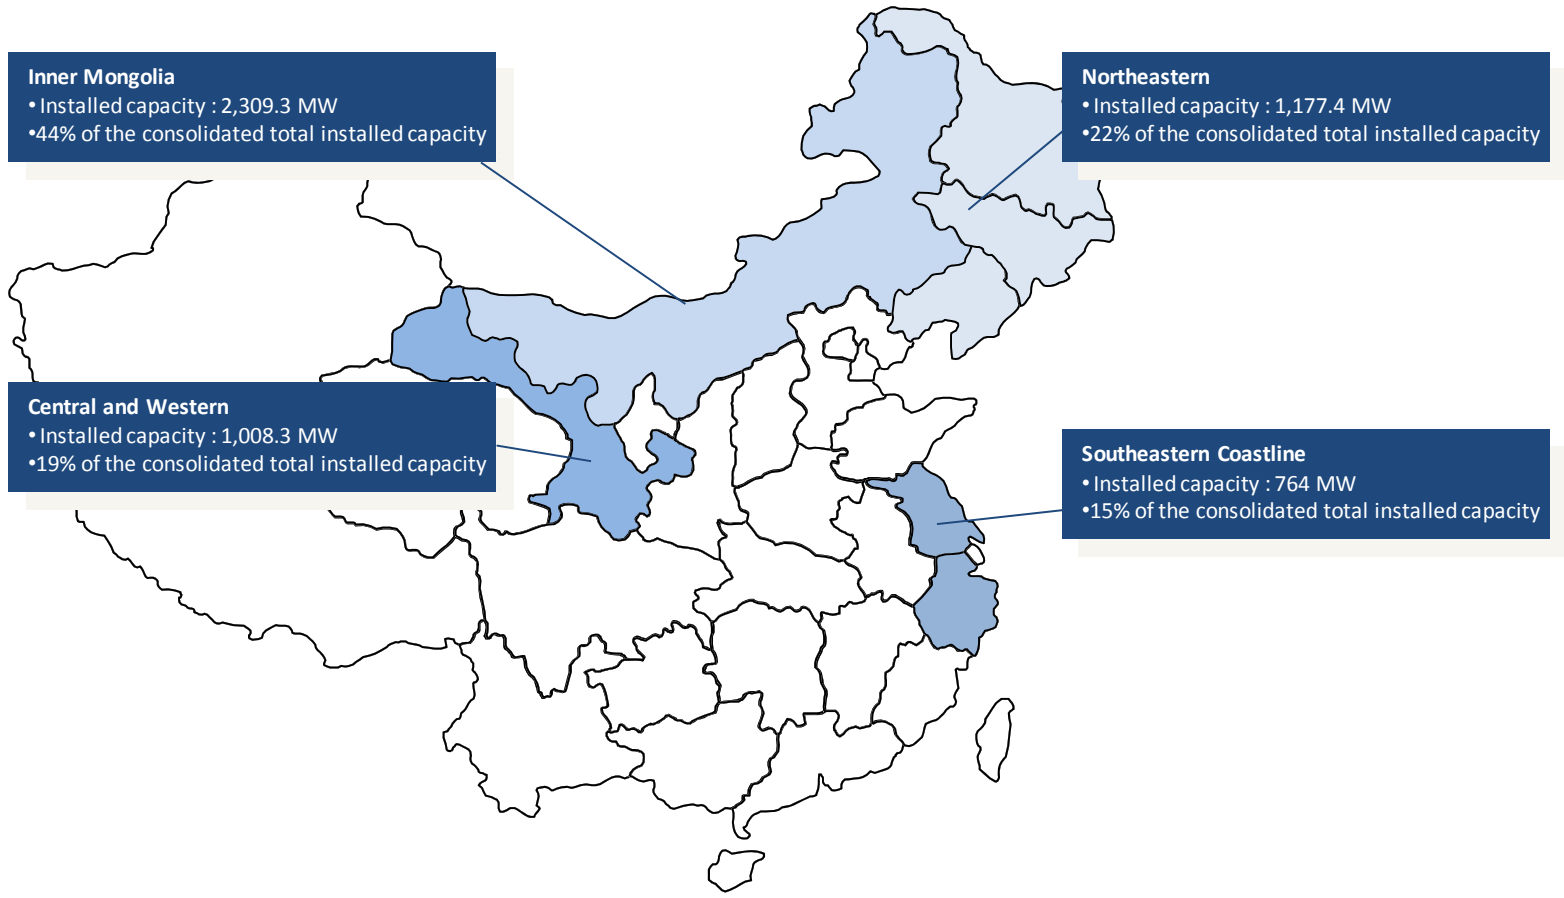 Inner Mongolia
• Installed capacity : 2,309.3 MW
•44% of the consolidated total installed capacity
Northeastern
• Installed capacity : 1,177.4 MW
•22% of the consolidated total installed capacity
Central and Western
• Installed capacity : 1,008.3 MW
•19% of the consolidated total installed capacity
Southeastern Coastline
• Installed capacity : 764 MW
•15% of the consolidated total installed capacity